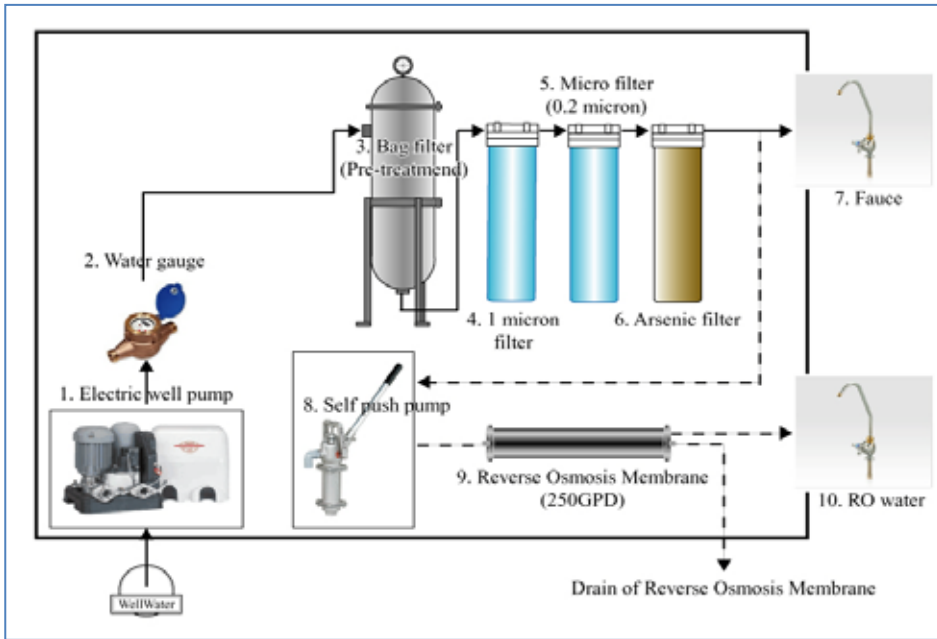 5. Micro filter
(0.2 micron)
3. Bag filter
(Pre-treatmend)
7. Fauce
2. Water gauge
4. 1 micron
filter
6. Arsenic filter
1. Electric well pump
8. Self push pump
9. Reverse Osmosis Membrane
(250GPD)
10. RO water
Drain of Reverse Osmosis Membrane
WellWater